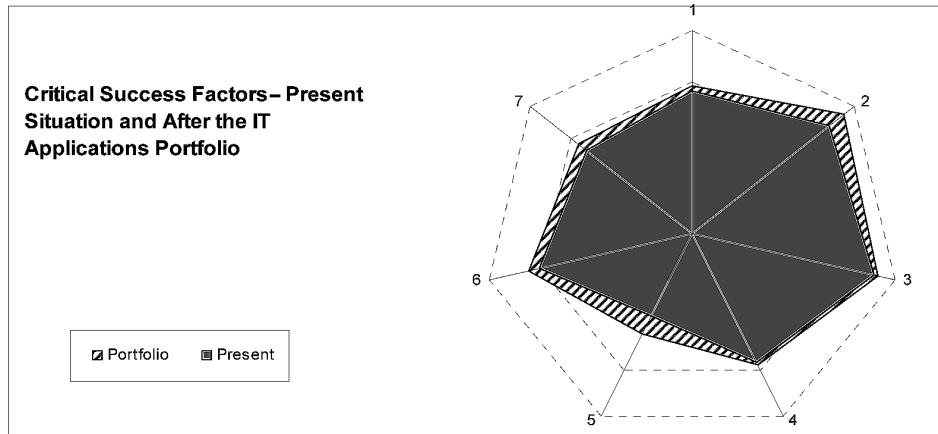 1
Critical Success Factors– Present
Situation and After the IT
Applications Portfolio
7
2
6
3
Portfolio Present
5
4